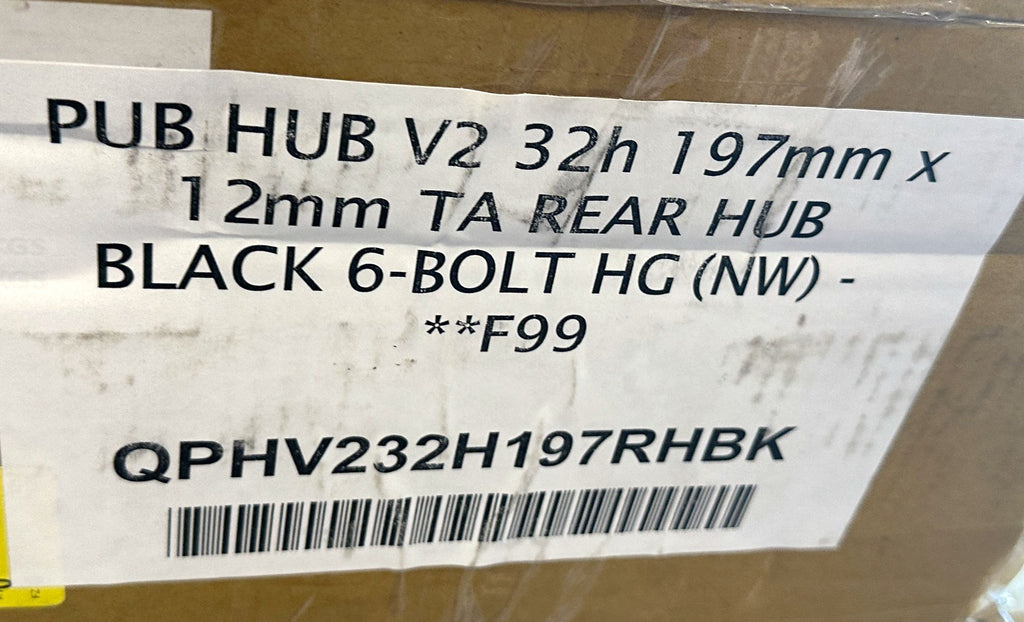 PUB HUB V2 32h 197mm x
12mm TA REAR HUB
BLACK 6-BOLT HG (NW) -
**F99
QPHV232H197RHBK